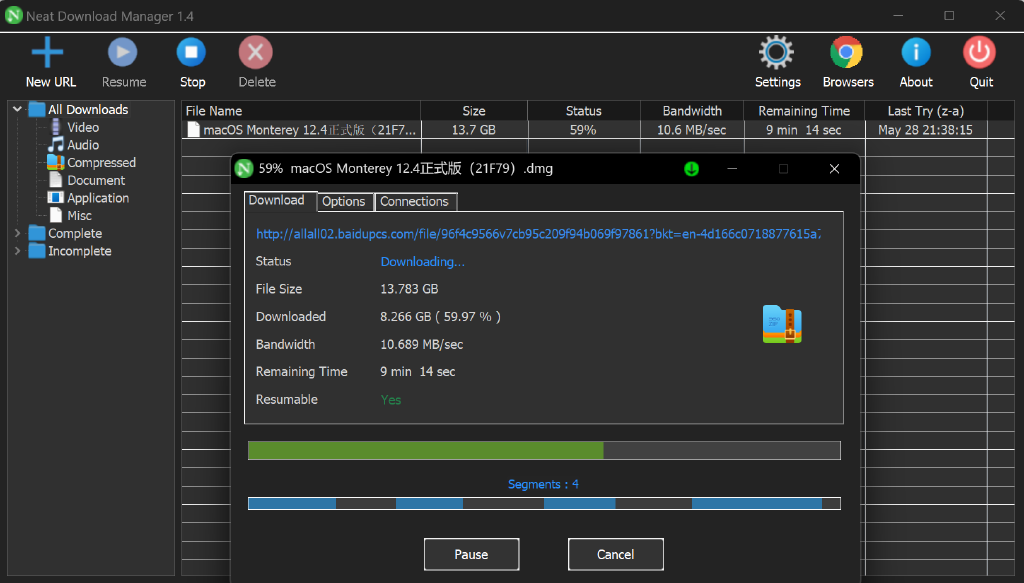 Neat Download Manager 1.4
New URL Resume Stop Delete Settings Browsers About Quit
All Downloads
Video
Audio
Compressed
Document
Application
Misc
Complete
Incomplete
File Name Size Status Bandwidth Remaining Time Last Try (z-a)
macOS Monterey 12.4正式版（21F7... 13.7 GB 59% 10.6 MB/sec 9 min 14 sec May 28 21:38:15
59% macOS Monterey 12.4正式版（21F79）.dmg
Download Options Connections
http://allall02.baidupcs.com/file/96f4c9566v7cb95c209f94b069f97861?bkt=en-4d166c0718877615a7
Status Downloading...
File Size 13.783 GB
Downloaded 8.266 GB ( 59.97 % )
Bandwidth 10.689 MB/sec
Remaining Time 9 min 14 sec
Resumable Yes
Segments : 4
Pause Cancel